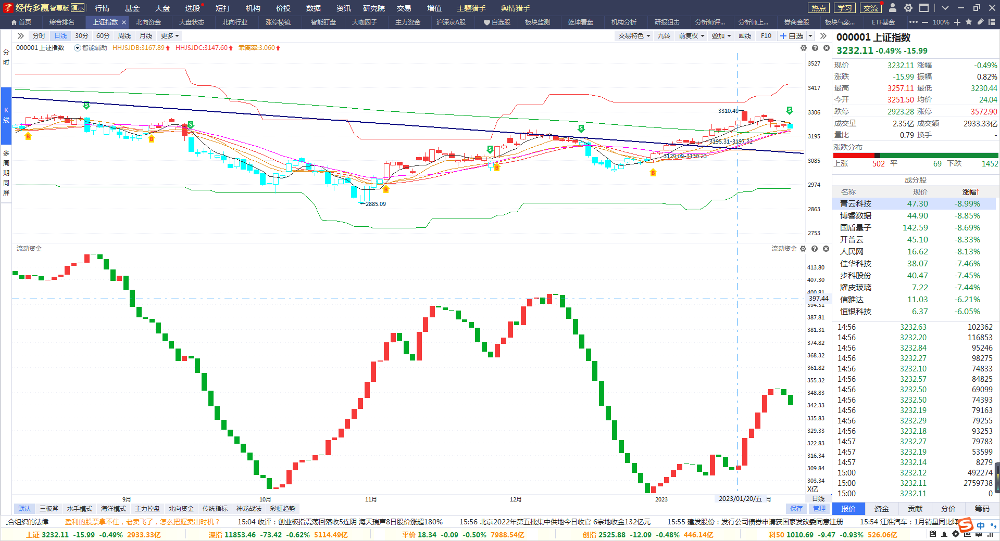 经传多赢 智尊版 演示 行情 基金 大盘 选股 短打 机构 价投 数据 资讯 研究院 交易 增值 主题猎手 舆情猎手 热点 学习 交流
首页 综合排名 上证指数 北向资金 大盘状态 北向行业 涨停棱镜 智能盯盘 大咖圈子 主力资金 沪深京A股 自选股 板块监测 乾坤看盘 机构分析 研报狙击 分析师评... 分析师上... 券商金股 板块气象... ETF基金 100%
分时 日线 30分 60分 周线 月线 更多 交易特色 九转 前复权 叠加 画线 F10 自选
000001 上证指数 智能辅助 HHJSJDB:3167.89 HHJSJDC:3147.60 乖离率:3.060
分时
K线
多周期同屏
3527
3417
3306
3195
3085
2974
2863
2753
3310.49
3195.31-3197.32
3129.09-3130.23
2885.09
流动资金 流动资金
413.80
407.30
400.81
397.44
394.31
387.81
381.31
374.82
368.32
361.82
355.32
348.83
342.33
335.83
329.33
322.83
316.34
309.84
303.34
X亿
9月 10月 11月 12月 2023 2023/01/20/五 月 日线
默认 三板斧 水手模式 海洋模式 主力控盘 北向资金 传统指标 神龙战法 彩虹趋势 保存 管理
000001 上证指数
3232.11 -0.49% -15.99
现价 3232.11 涨幅 -0.49%
涨跌 -15.99 振幅 0.82%
最高 3257.11 最低 3230.44
今开 3251.50 均价 24.04
跌停 2923.28 涨停 3572.90
成交量 2.35亿 成交额 2933.33亿
量比 0.79 换手 -
涨跌分布
上涨 502 平 69 下跌 1452
成分股
名称 现价 涨幅↑
青云科技 47.30 -8.99%
博睿数据 44.90 -8.85%
国盾量子 142.59 -8.69%
开普云 45.10 -8.33%
人民网 16.62 -8.13%
佳华科技 38.07 -7.46%
步科股份 40.47 -7.45%
耀皮玻璃 7.22 -7.44%
信雅达 11.03 -6.21%
恒银科技 6.37 -6.05%
14:56 3232.63 102362
14:56 3232.20 116853
14:56 3232.84 95246
14:56 3232.27 98275
14:56 3232.10 74833
14:56 3232.57 84825
14:56 3232.50 69099
14:56 3232.50 74393
14:56 3232.19 79163
14:56 3232.29 79255
14:56 3232.18 93253
14:57 3232.27 79783
14:57 3232.19 53599
14:57 3232.14 8279
15:00 3232.12 492274
15:00 3232.11 2759738
15:00 3232.11 0
报价 资金 贡献 分价 筹码
合组织的法律 盈利的股票拿不住，老卖飞了，怎么把握卖出时机？ 15:04 收评：创业板指震荡回落收5连阴 海天瑞声8日股价涨超180% 15:56 北京2022年第五批集中供地今日收官 6宗地收金132亿元 15:55 建发股份：发行公司债券申请获国家发改委同意注册 15:54 江淮汽车：1月销量同比降
上证 3232.11 -15.99 -0.49% 2933.33亿 深指 11853.46 -73.42 -0.62% 5114.49亿 平价 18.34 -0.09 -0.50% 7988.54亿 创指 2525.88 -12.09 -0.48% 446.14亿 科50 1010.69 -9.47 -0.93% 526.06亿
中